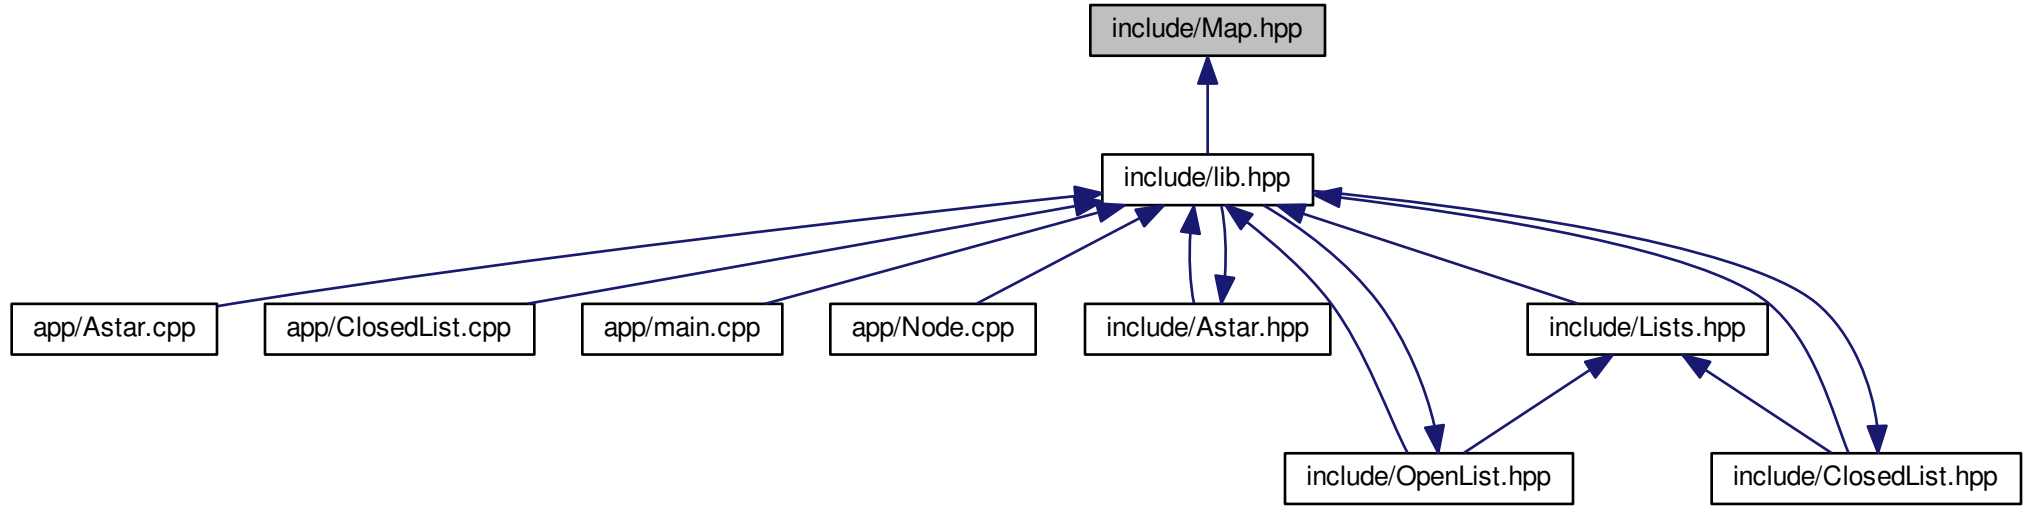 include/Map.hpp
include/lib.hpp
app/Astar.cpp
app/ClosedList.cpp
app/main.cpp
app/Node.cpp
include/Astar.hpp
include/Lists.hpp
include/OpenList.hpp
include/ClosedList.hpp